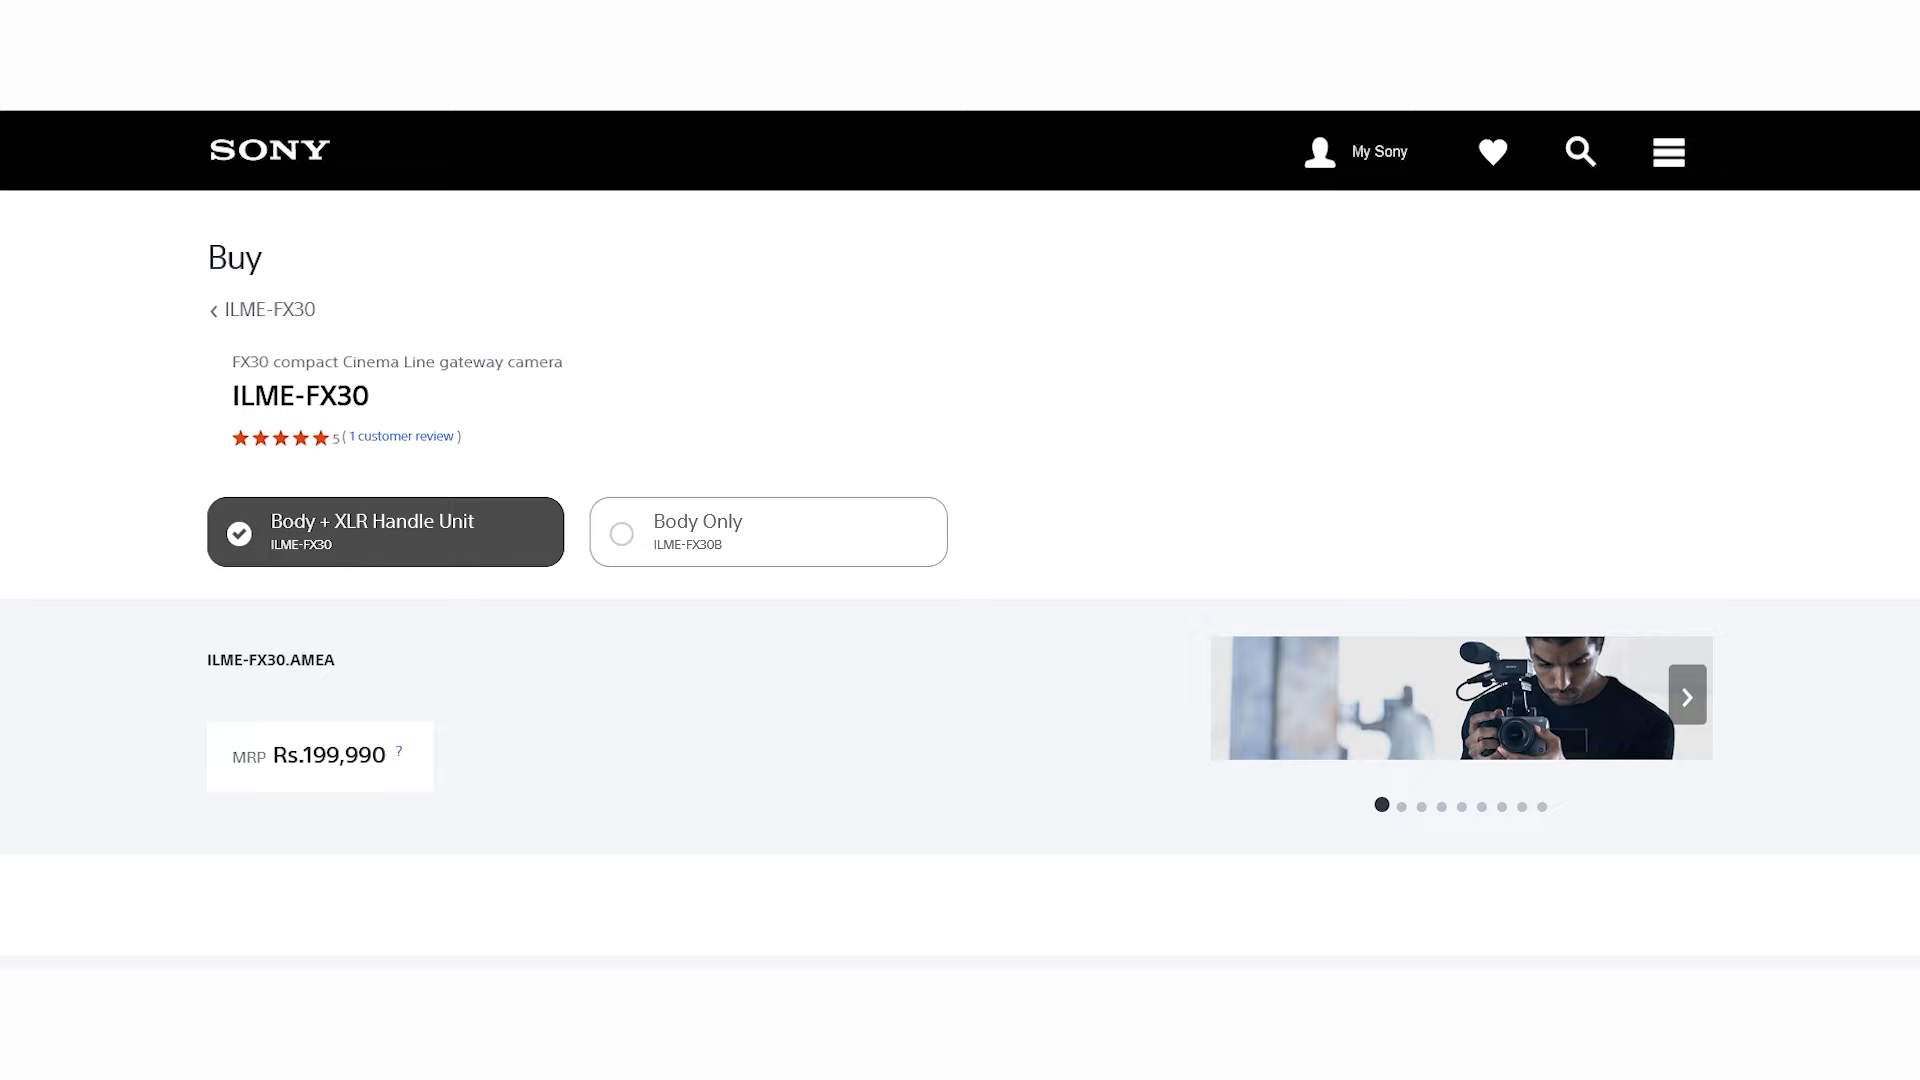 SONY
My Sony
Buy
‹ ILME-FX30
FX30 compact Cinema Line gateway camera
ILME-FX30
5 ( 1 customer review )
Body + XLR Handle Unit
ILME-FX30
Body Only
ILME-FX30B
ILME-FX30.AMEA
MRP Rs.199,990 ?